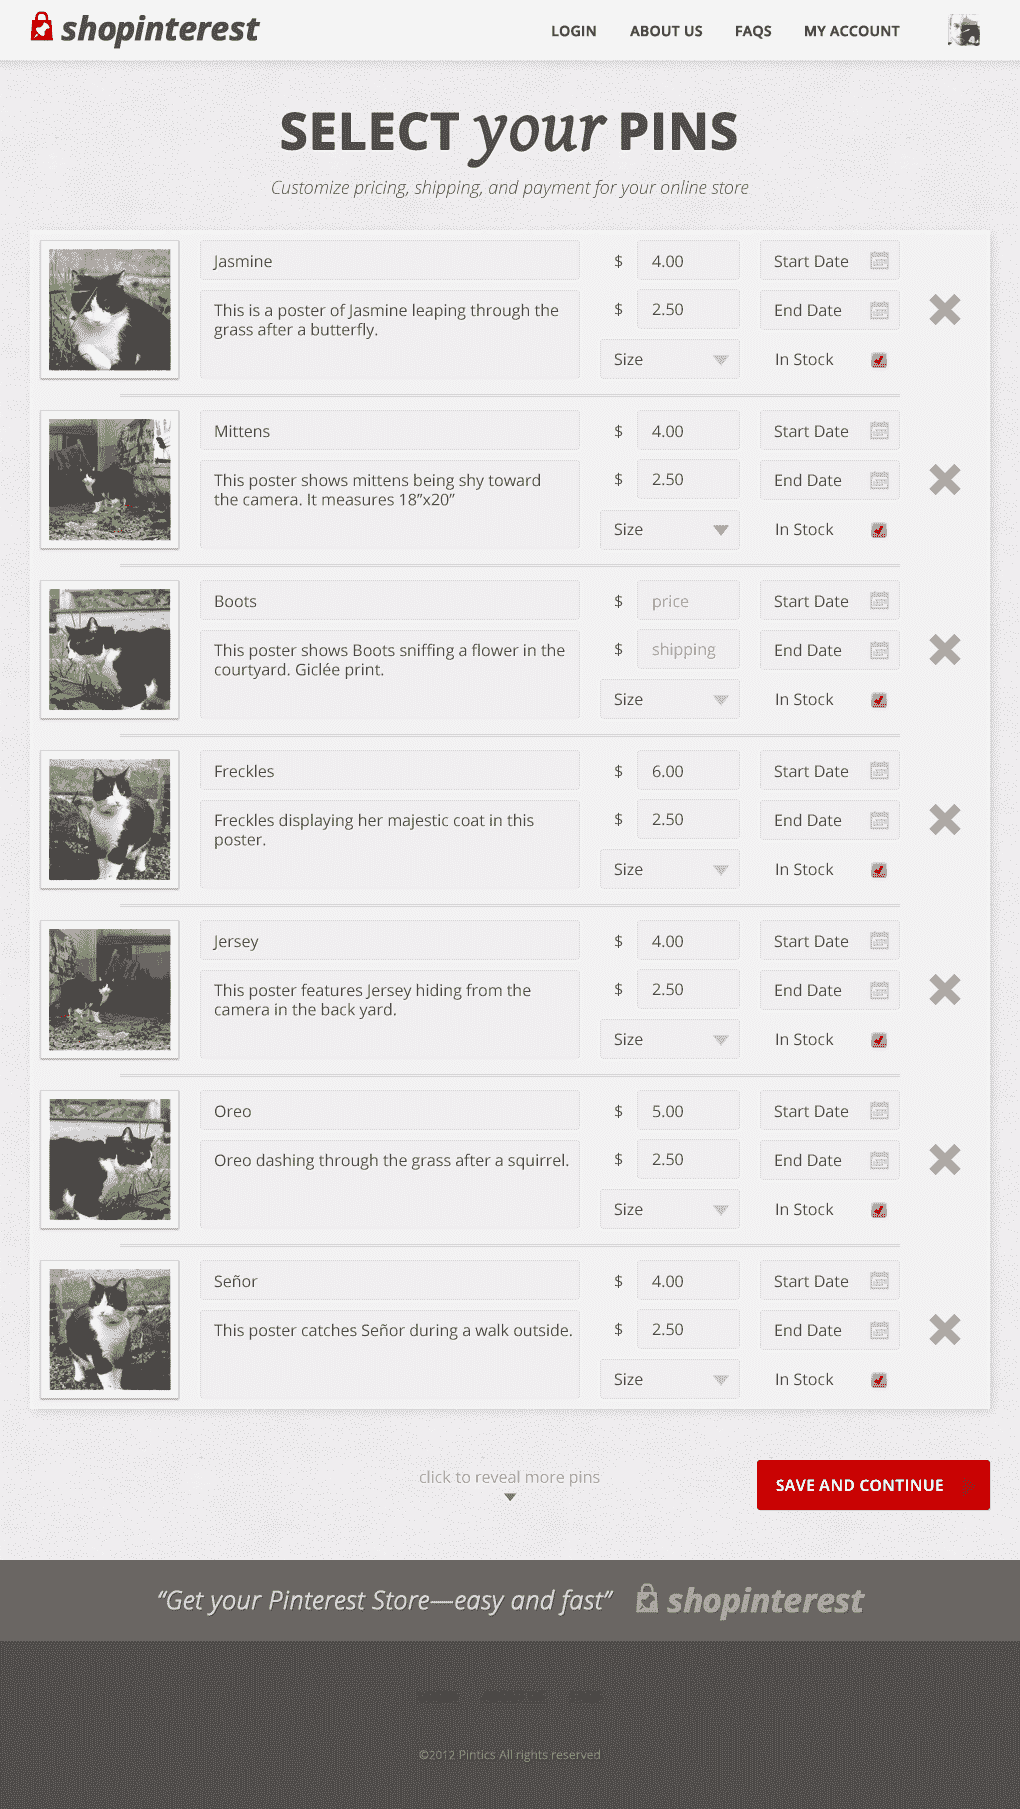 shopinterest
LOGIN ABOUT US FAQS MY ACCOUNT
SELECT your PINS
Customize pricing, shipping, and payment for your online store
Jasmine
$ 4.00
Start Date
This is a poster of Jasmine leaping through the
grass after a butterfly.
$ 2.50
End Date
Size
In Stock
Mittens
$ 4.00
Start Date
This poster shows mittens being shy toward
the camera. It measures 18”x20”
$ 2.50
End Date
Size
In Stock
Boots
$ price
Start Date
This poster shows Boots sniffing a flower in the
courtyard. Giclée print.
$ shipping
End Date
Size
In Stock
Freckles
$ 6.00
Start Date
Freckles displaying her majestic coat in this
poster.
$ 2.50
End Date
Size
In Stock
Jersey
$ 4.00
Start Date
This poster features Jersey hiding from the
camera in the back yard.
$ 2.50
End Date
Size
In Stock
Oreo
$ 5.00
Start Date
Oreo dashing through the grass after a squirrel.
$ 2.50
End Date
Size
In Stock
Señor
$ 4.00
Start Date
This poster catches Señor during a walk outside.
$ 2.50
End Date
Size
In Stock
click to reveal more pins
SAVE AND CONTINUE
“Get your Pinterest Store—easy and fast” shopinterest
©2012 Pintics All rights reserved